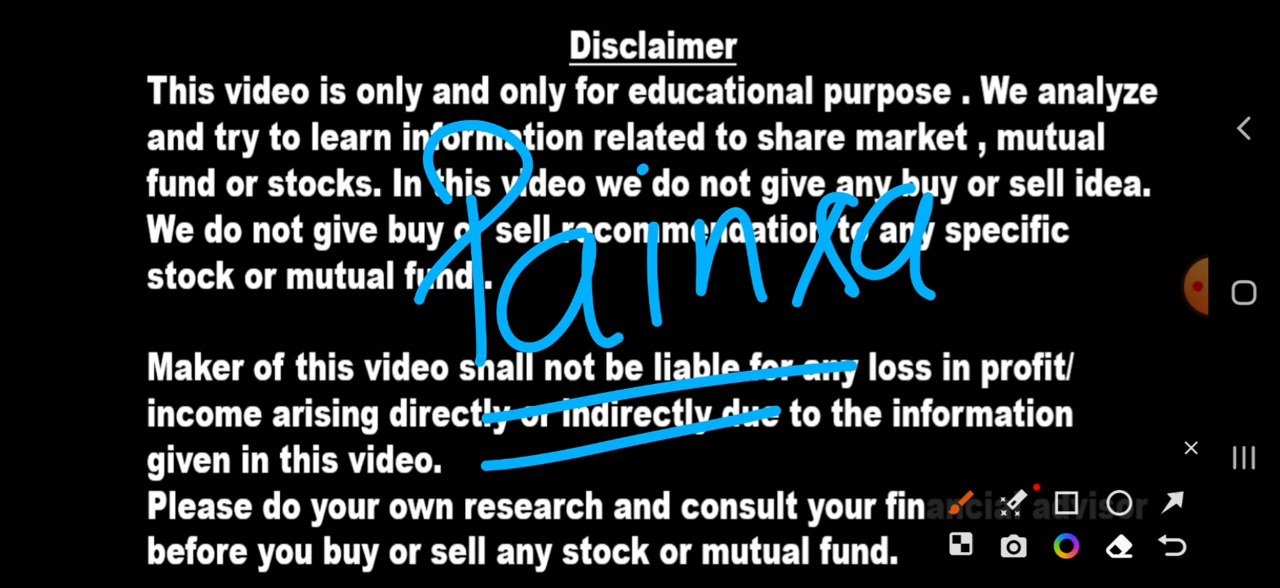 Disclaimer
This video is only and only for educational purpose . We analyze
and try to learn information related to share market , mutual
fund or stocks. In this video we do not give any buy or sell idea.
We do not give buy or sell recommendation to any specific
stock or mutual fund .
Maker of this video shall not be liable for any loss in profit/
income arising directly or indirectly due to the information
given in this video.
Please do your own research and consult your financial advisor
before you buy or sell any stock or mutual fund.